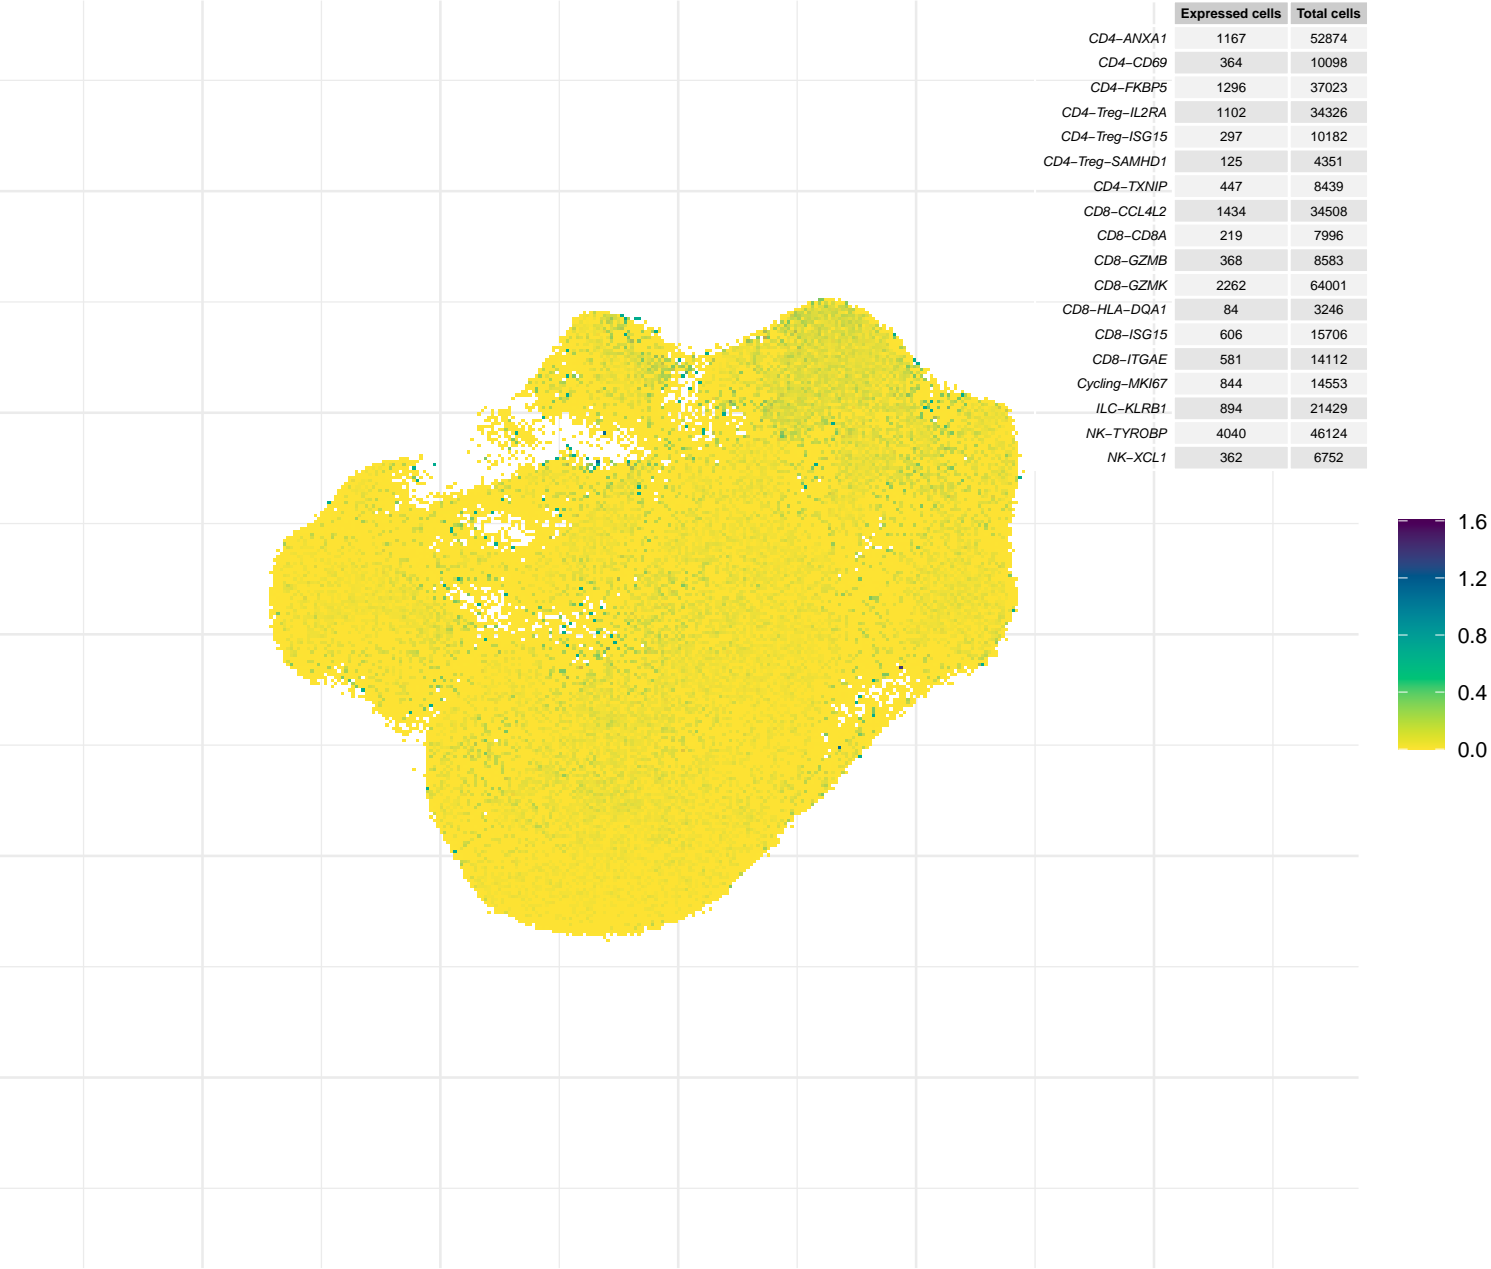 Expressed cells Total cells
CD4−ANXA1 1167 52874
CD4−CD69 364 10098
CD4−FKBP5 1296 37023
CD4−Treg−IL2RA 1102 34326
CD4−Treg−ISG15 297 10182
CD4−Treg−SAMHD1 125 4351
CD4−TXNIP 447 8439
CD8−CCL4L2 1434 34508
CD8−CD8A 219 7996
CD8−GZMB 368 8583
CD8−GZMK 2262 64001
CD8−HLA−DQA1 84 3246
CD8−ISG15 606 15706
CD8−ITGAE 581 14112
Cycling−MKI67 844 14553
ILC−KLRB1 894 21429
NK−TYROBP 4040 46124
NK−XCL1 362 6752
1.6
1.2
0.8
0.4
0.0